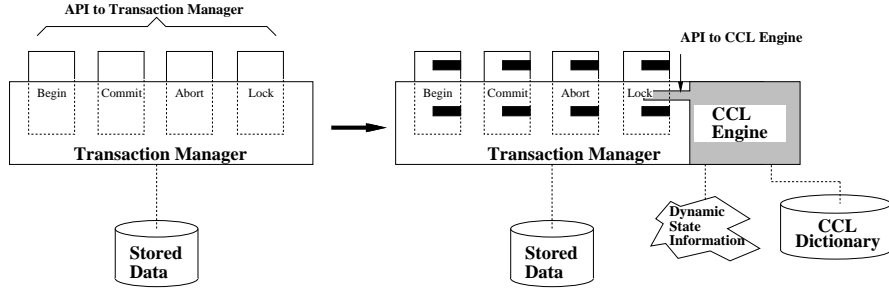 API to Transaction Manager
Begin
Commit
Abort
Lock
Transaction Manager
Stored
Data
API to CCL Engine
Begin
Commit
Abort
Lock
CCL
Engine
Transaction Manager
Stored
Data
Dynamic
State
Information
CCL
Dictionary